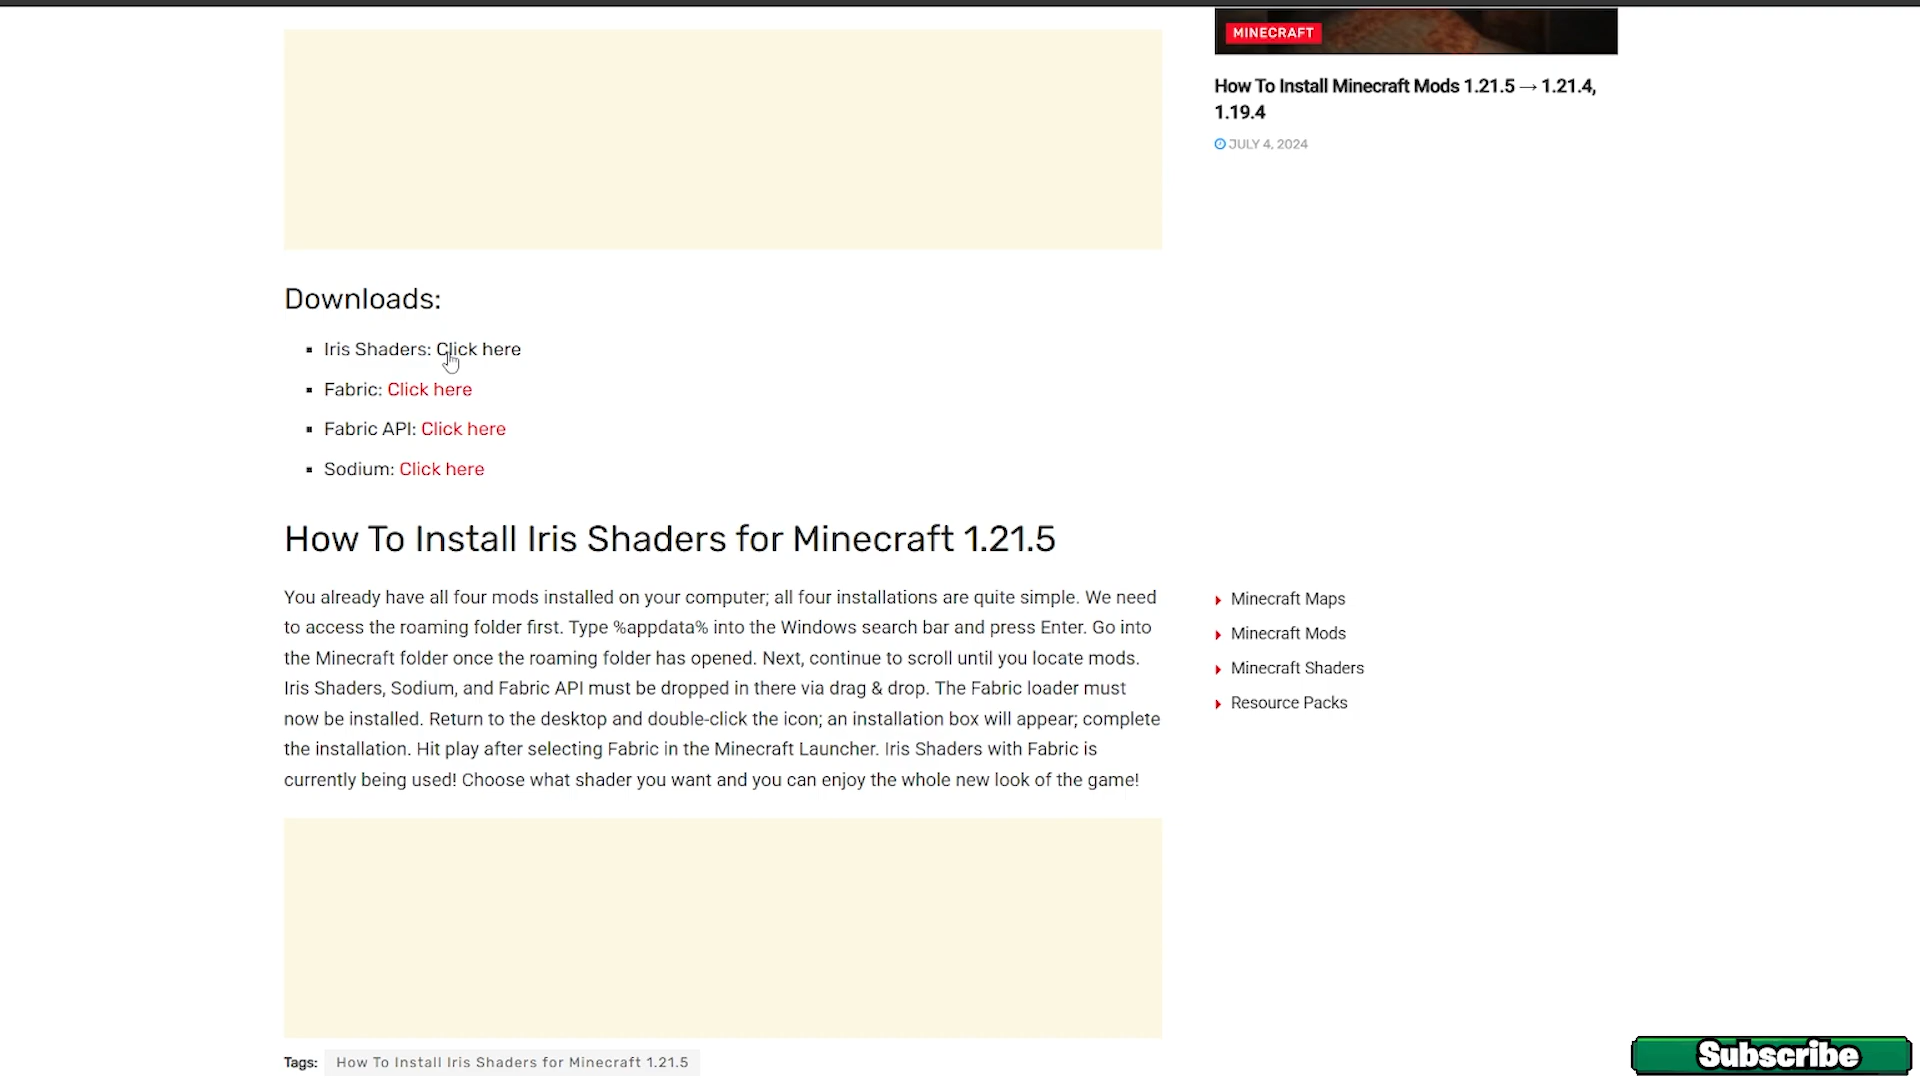 MINECRAFT
How To Install Minecraft Mods 1.21.5 → 1.21.4,
1.19.4
JULY 4, 2024
Downloads:
Iris Shaders: Click here
Fabric: Click here
Fabric API: Click here
Sodium: Click here
How To Install Iris Shaders for Minecraft 1.21.5
You already have all four mods installed on your computer; all four installations are quite simple. We need
to access the roaming folder first. Type %appdata% into the Windows search bar and press Enter. Go into
the Minecraft folder once the roaming folder has opened. Next, continue to scroll until you locate mods.
Iris Shaders, Sodium, and Fabric API must be dropped in there via drag & drop. The Fabric loader must
now be installed. Return to the desktop and double-click the icon; an installation box will appear; complete
the installation. Hit play after selecting Fabric in the Minecraft Launcher. Iris Shaders with Fabric is
currently being used! Choose what shader you want and you can enjoy the whole new look of the game!
Minecraft Maps
Minecraft Mods
Minecraft Shaders
Resource Packs
Tags: How To Install Iris Shaders for Minecraft 1.21.5
Subscribe